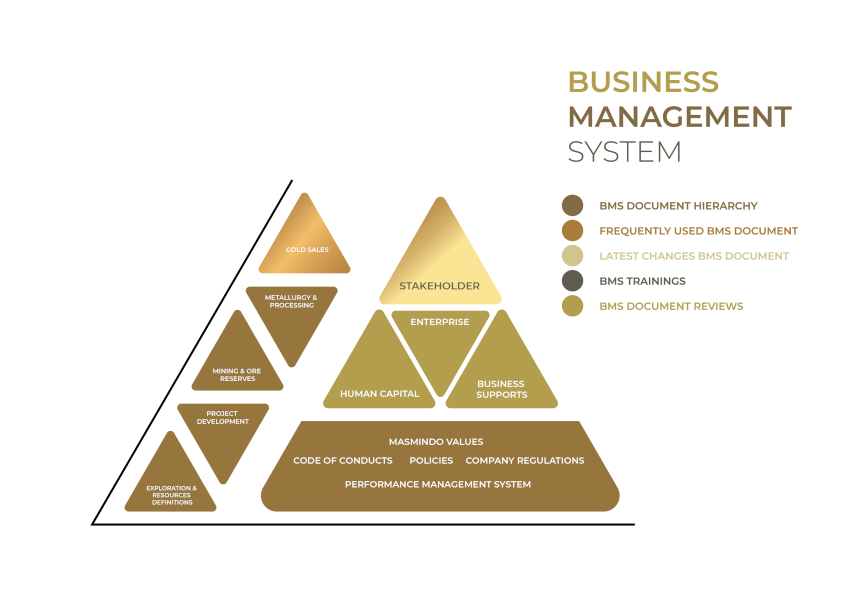 BUSINESS
MANAGEMENT
SYSTEM
BMS DOCUMENT HIERARCHY
FREQUENTLY USED BMS DOCUMENT
LATEST CHANGES BMS DOCUMENT
BMS TRAININGS
BMS DOCUMENT REVIEWS
GOLD SALES
METALLURGY &
PROCESSING
MINING & ORE
RESERVES
PROJECT
DEVELOPMENT
EXPLORATION &
RESOURCES
DEFINITIONS
STAKEHOLDER
ENTERPRISE
HUMAN CAPITAL
BUSINESS
SUPPORTS
MASMINDO VALUES
CODE OF CONDUCTS POLICIES COMPANY REGULATIONS
PERFORMANCE MANAGEMENT SYSTEM